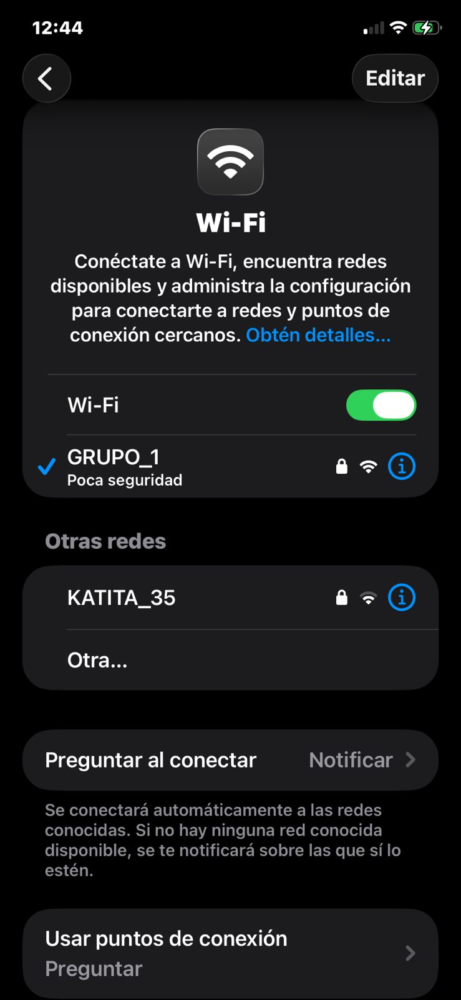 12:44
Editar
Wi-Fi
Conéctate a Wi-Fi, encuentra redes
disponibles y administra la configuración
para conectarte a redes y puntos de
conexión cercanos. Obtén detalles...
Wi-Fi
GRUPO_1
Poca seguridad
Otras redes
KATITA_35
Otra...
Preguntar al conectar Notificar
Se conectará automáticamente a las redes
conocidas. Si no hay ninguna red conocida
disponible, se te notificará sobre las que sí lo
estén.
Usar puntos de conexión
Preguntar